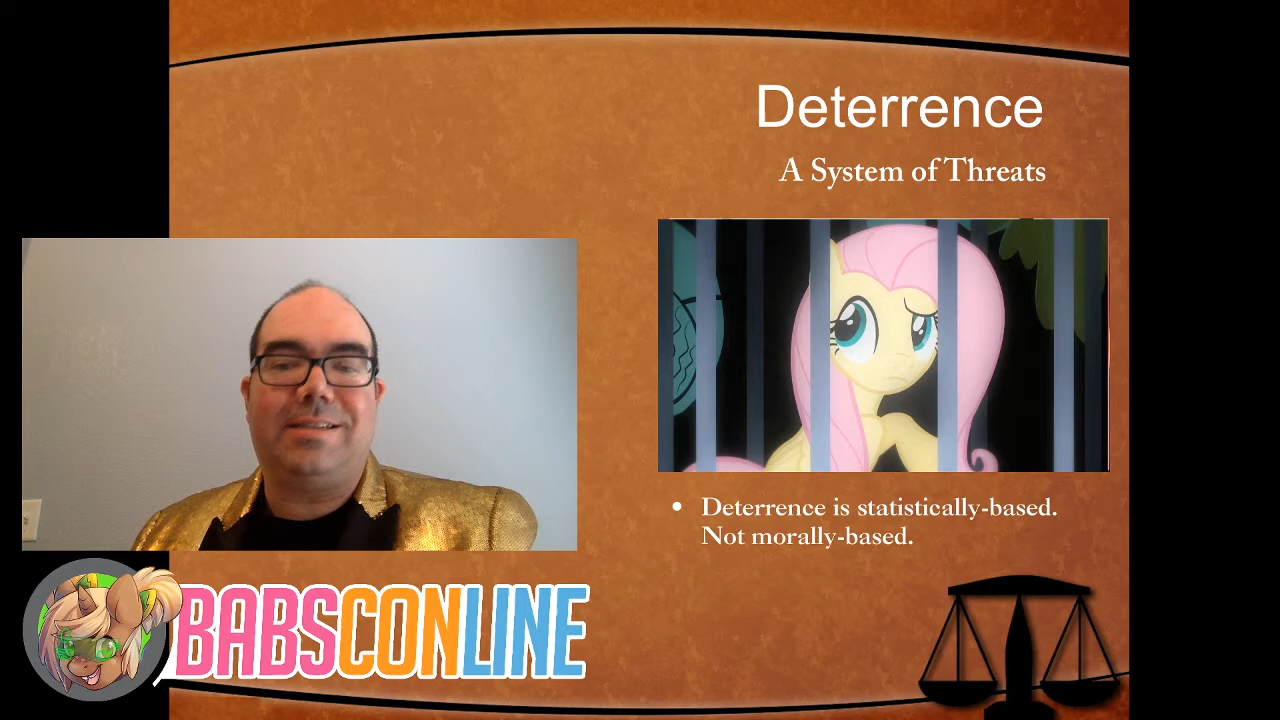 Deterrence
A System of Threats
• Deterrence is statistically-based.
Not morally-based.
BABSCONLINE